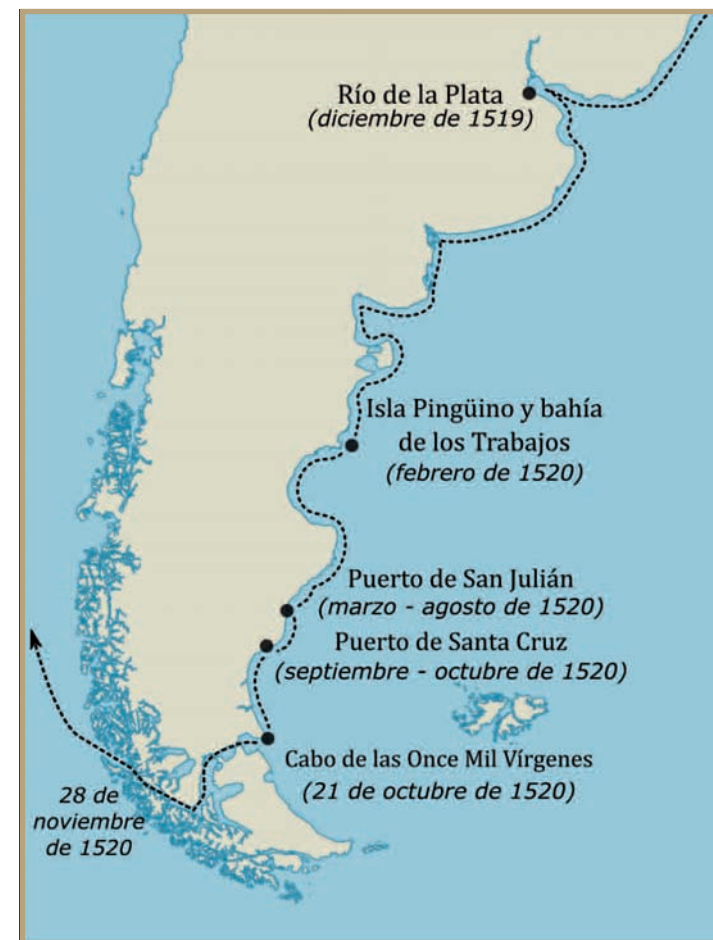 Río de la Plata
(diciembre de 1519)
Isla Pingüino y bahía
de los Trabajos
(febrero de 1520)
Puerto de San Julián
(marzo - agosto de 1520)
Puerto de Santa Cruz
(septiembre - octubre de 1520)
Cabo de las Once Mil Vírgenes
(21 de octubre de 1520)
28 de
noviembre
de 1520